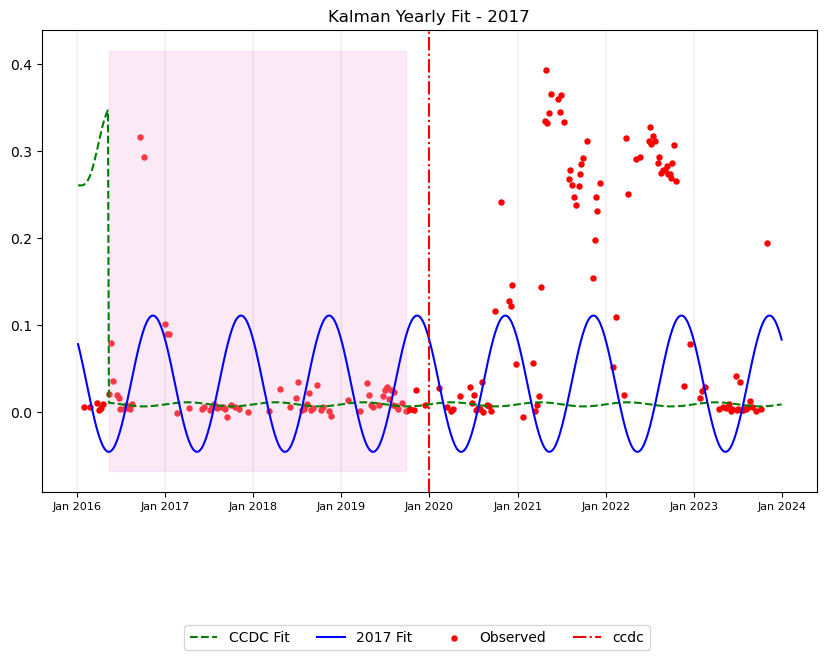 Kalman Yearly Fit - 2017
0.4
0.3
0.2
0.1
0.0
Jan 2016 Jan 2017 Jan 2018 Jan 2019 Jan 2020 Jan 2021 Jan 2022 Jan 2023 Jan 2024
CCDC Fit 2017 Fit Observed ccdc